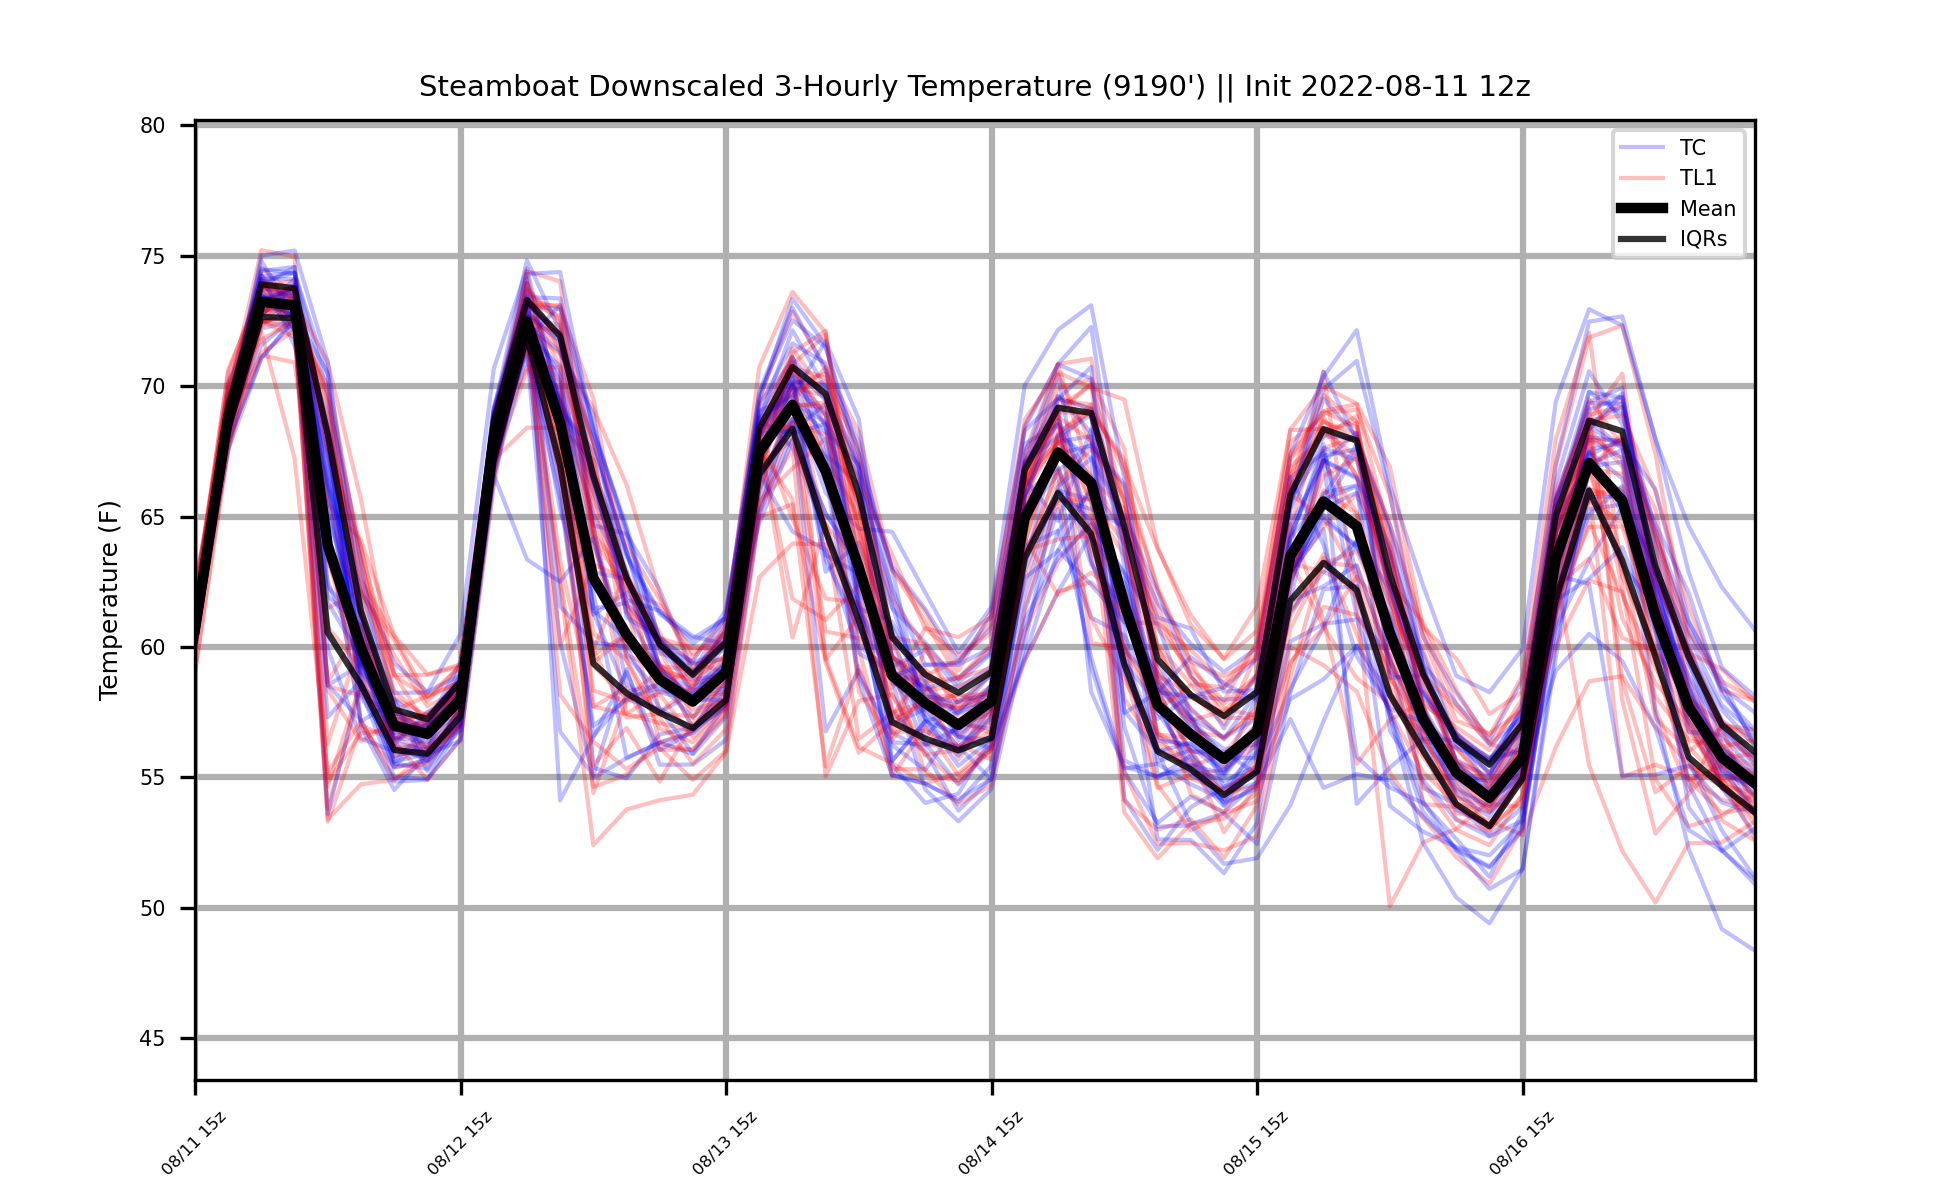 Steamboat Downscaled 3-Hourly Temperature (9190') || Init 2022-08-11 12z
80
75
70
65
60
55
50
45
Temperature (F)
TC
TL1
Mean
IQRs
08/11 15z
08/12 15z
08/13 15z
08/14 15z
08/15 15z
08/16 15z